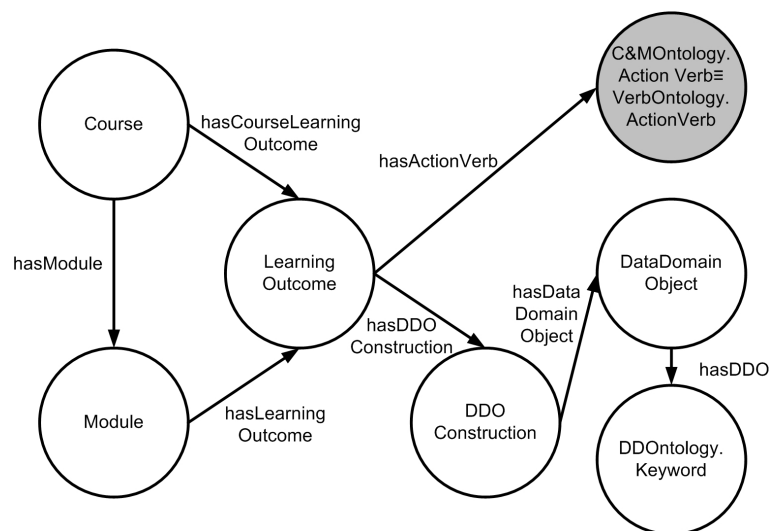 C&MOntology.
Action Verb≡
VerbOntology.
ActionVerb
Course
hasCourseLearning
Outcome
hasActionVerb
hasModule
Learning
Outcome
DataDomain
Object
hasData
Domain
Object
hasDDO
Construction
hasDDO
Module
hasLearning
Outcome
DDO
Construction
DDOntology.
Keyword